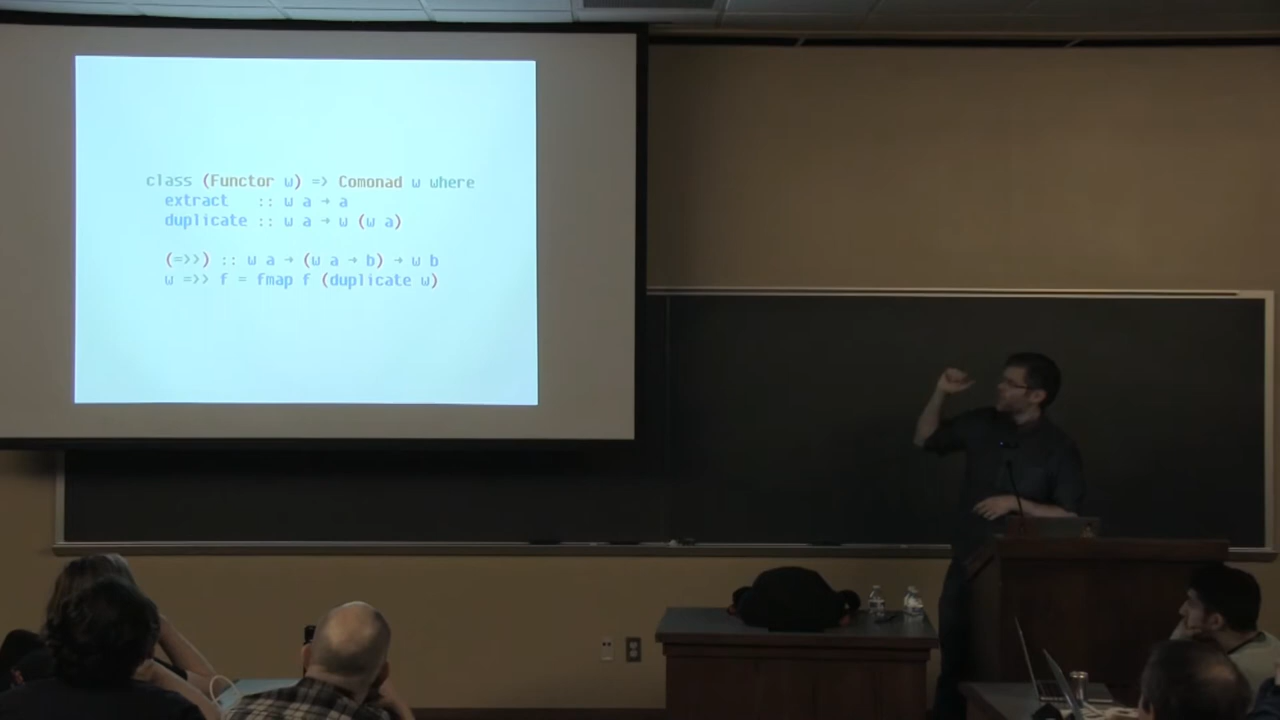 class (Functor w) => Comonad w where
extract :: w a → a
duplicate :: w a → w (w a)
(=>>) :: w a → (w a → b) → w b
w =>> f = fmap f (duplicate w)